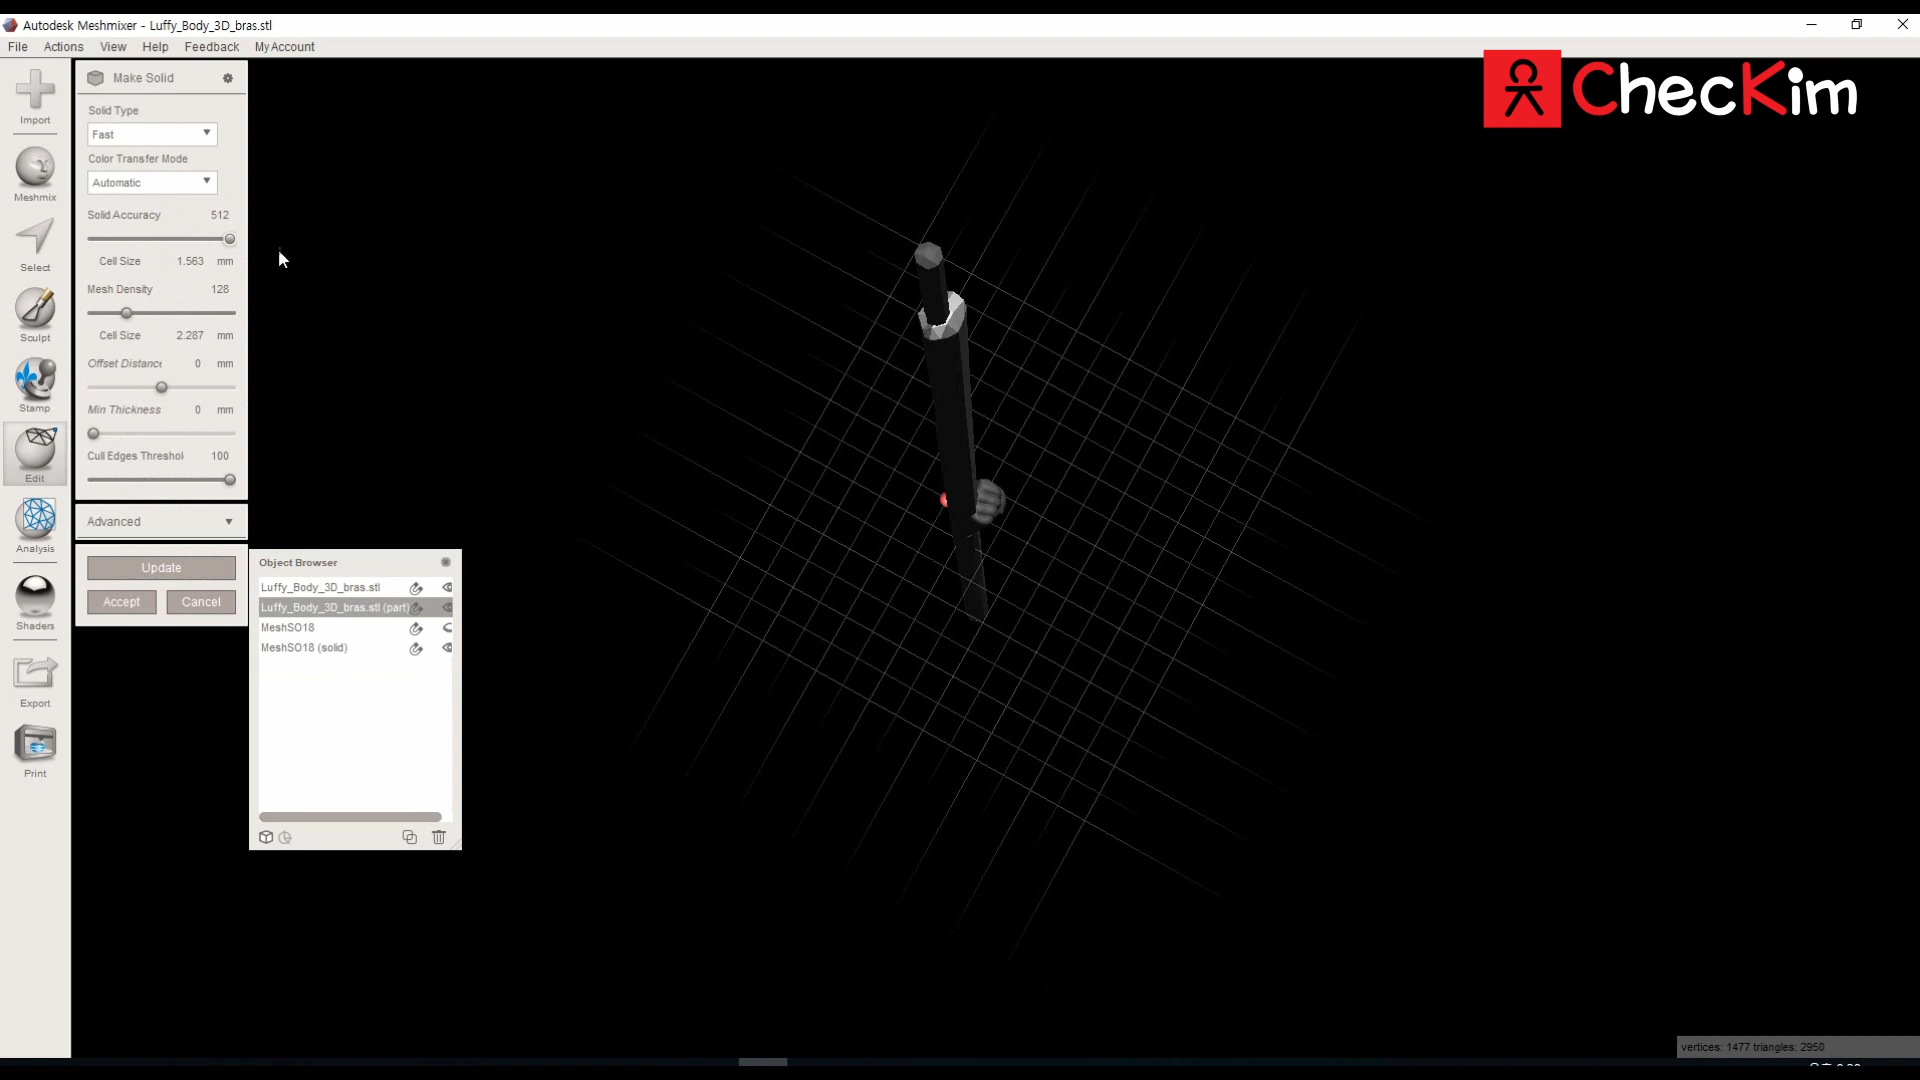 Autodesk Meshmixer - Luffy_Body_3D_bras.stl
File Actions View Help Feedback My Account
CHecKim
Import
Meshmix
Select
Sculpt
Stamp
Edit
Analysis
Shaders
Export
Print
Make Solid
Solid Type
Fast
Color Transfer Mode
Automatic
Solid Accuracy 512
Cell Size 1.563 mm
Mesh Density 128
Cell Size 2.287 mm
Offset Distanc 0 mm
Min Thickness 0 mm
Cull Edges Threshol 100
Advanced
Update
Accept Cancel
Object Browser
Luffy_Body_3D_bras.stl
Luffy_Body_3D_bras.stl (part)
MeshSO18
MeshSO18 (solid)
vertices: 1477 triangles: 2950